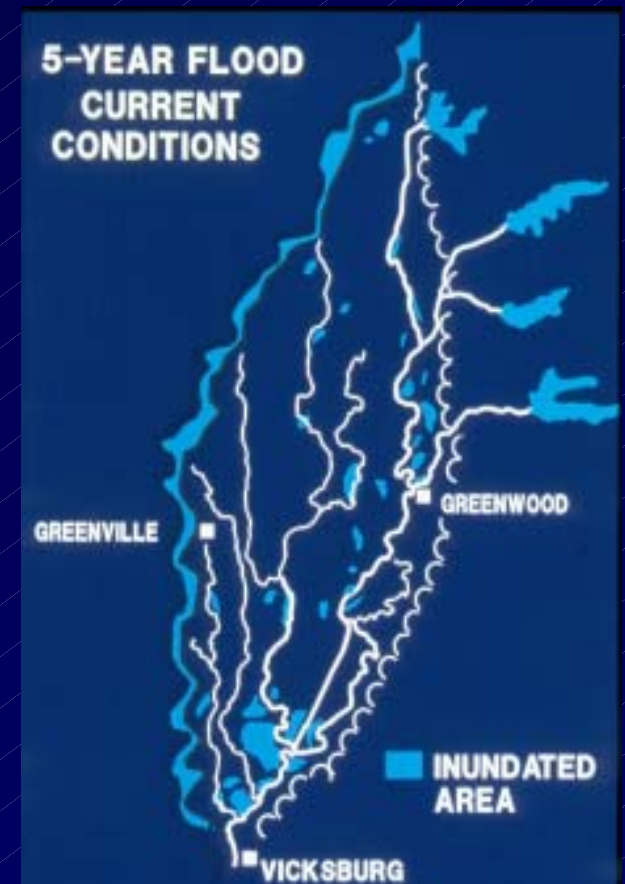 5-YEAR FLOOD
CURRENT
CONDITIONS
GREENWOOD
GREENVILLE
INUNDATED
AREA
VICKSBURG